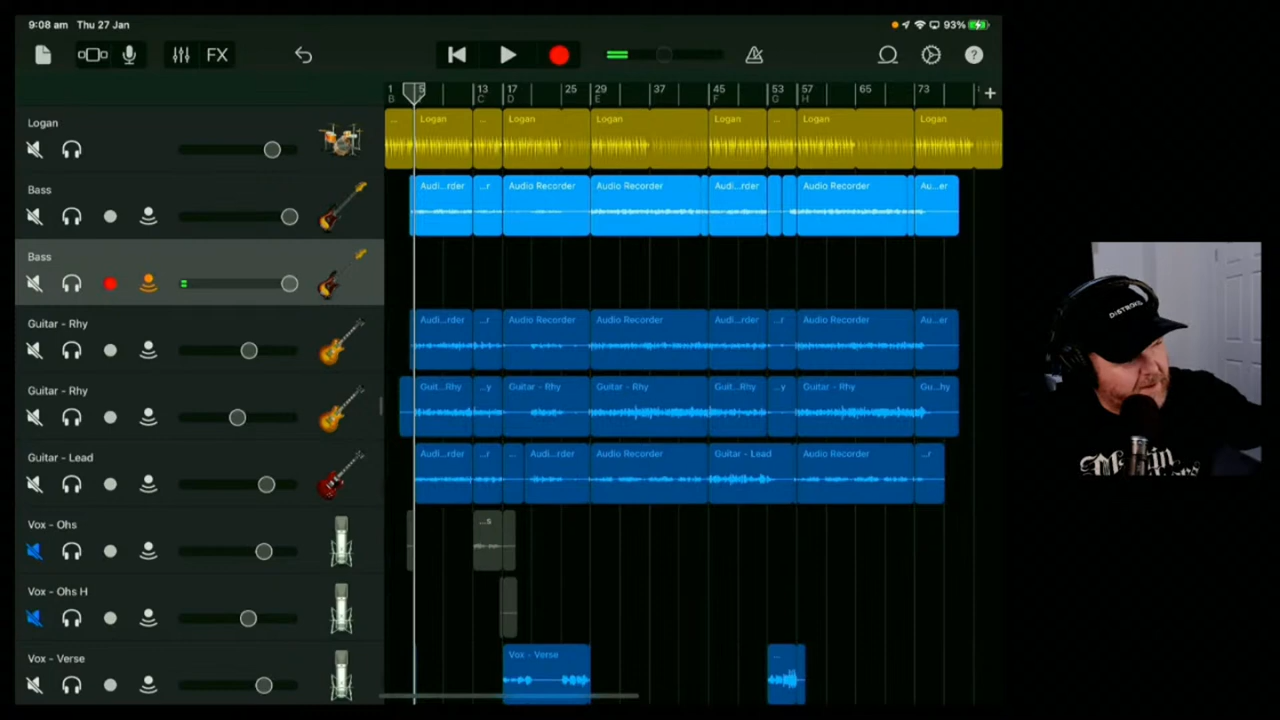 9:08 am Thu 27 Jan
93%
FX
?
1 5 13 17 25 29 37 45 53 57 65 73
B C D E F G H
+
Logan
... Logan ... Logan Logan Logan ... Logan Logan
Bass
Audi...rder ...r Audio Recorder Audio Recorder Audi...rder Audio Recorder Au...er
Bass
Guitar - Rhy
Audi...rder ...r Audio Recorder Audio Recorder Audi...rder ...r Audio Recorder Au...er
Guitar - Rhy
Guit...Rhy ...y Guitar - Rhy Guitar - Rhy Guit...Rhy ...y Guitar - Rhy Gu...hy
Guitar - Lead
Audi...rder ...r ... Audi...rder Audio Recorder Guitar - Lead Audio Recorder ...r
Vox - Ohs
...s
Vox - Ohs H
Vox - Verse
Vox - Verse ...
DISTROKID